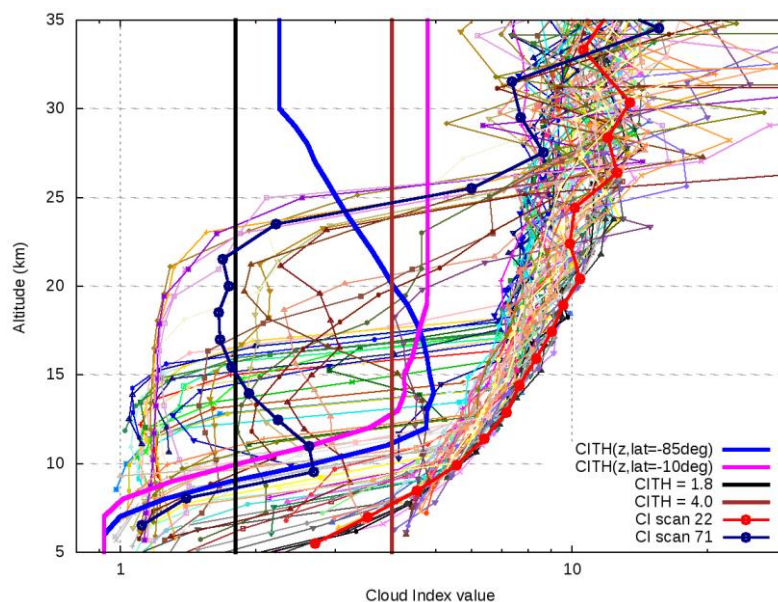 35
30
25
20
15
10
5
Altitude (km)
1
10
Cloud Index value
CITH(z,lat=-85deg)
CITH(z,lat=-10deg)
CITH = 1.8
CITH = 4.0
CI scan 22
CI scan 71